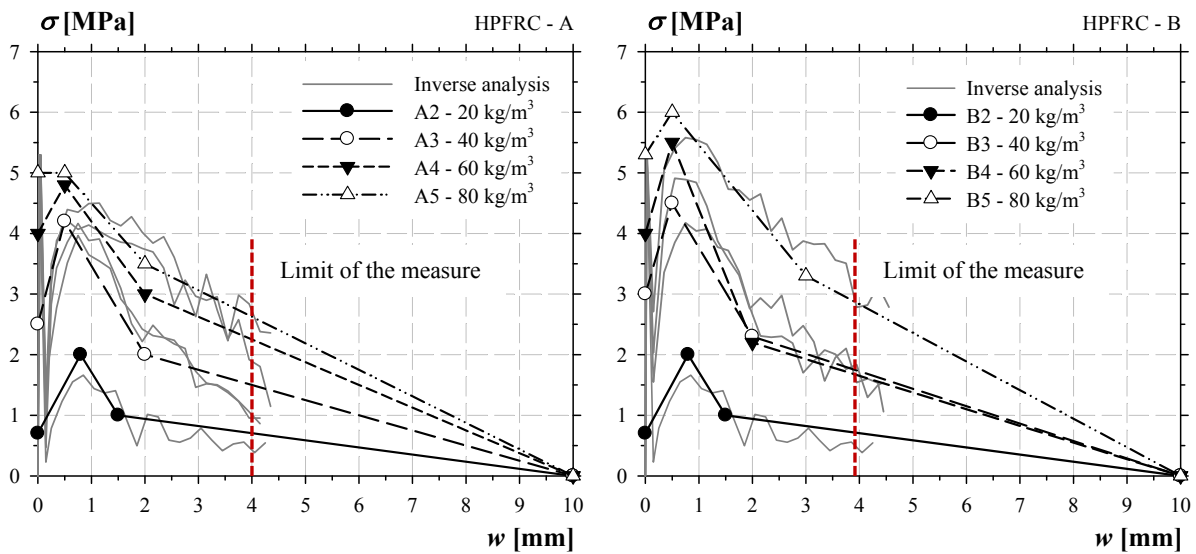 σ [MPa]
HPFRC - A
7
6
5
4
3
2
1
0
Inverse analysis
A2 - 20 kg/m³
A3 - 40 kg/m³
A4 - 60 kg/m³
A5 - 80 kg/m³
Limit of the measure
0 1 2 3 4 5 6 7 8 9 10
w [mm]
σ [MPa]
HPFRC - B
7
6
5
4
3
2
1
0
Inverse analysis
B2 - 20 kg/m³
B3 - 40 kg/m³
B4 - 60 kg/m³
B5 - 80 kg/m³
Limit of the measure
0 1 2 3 4 5 6 7 8 9 10
w [mm]